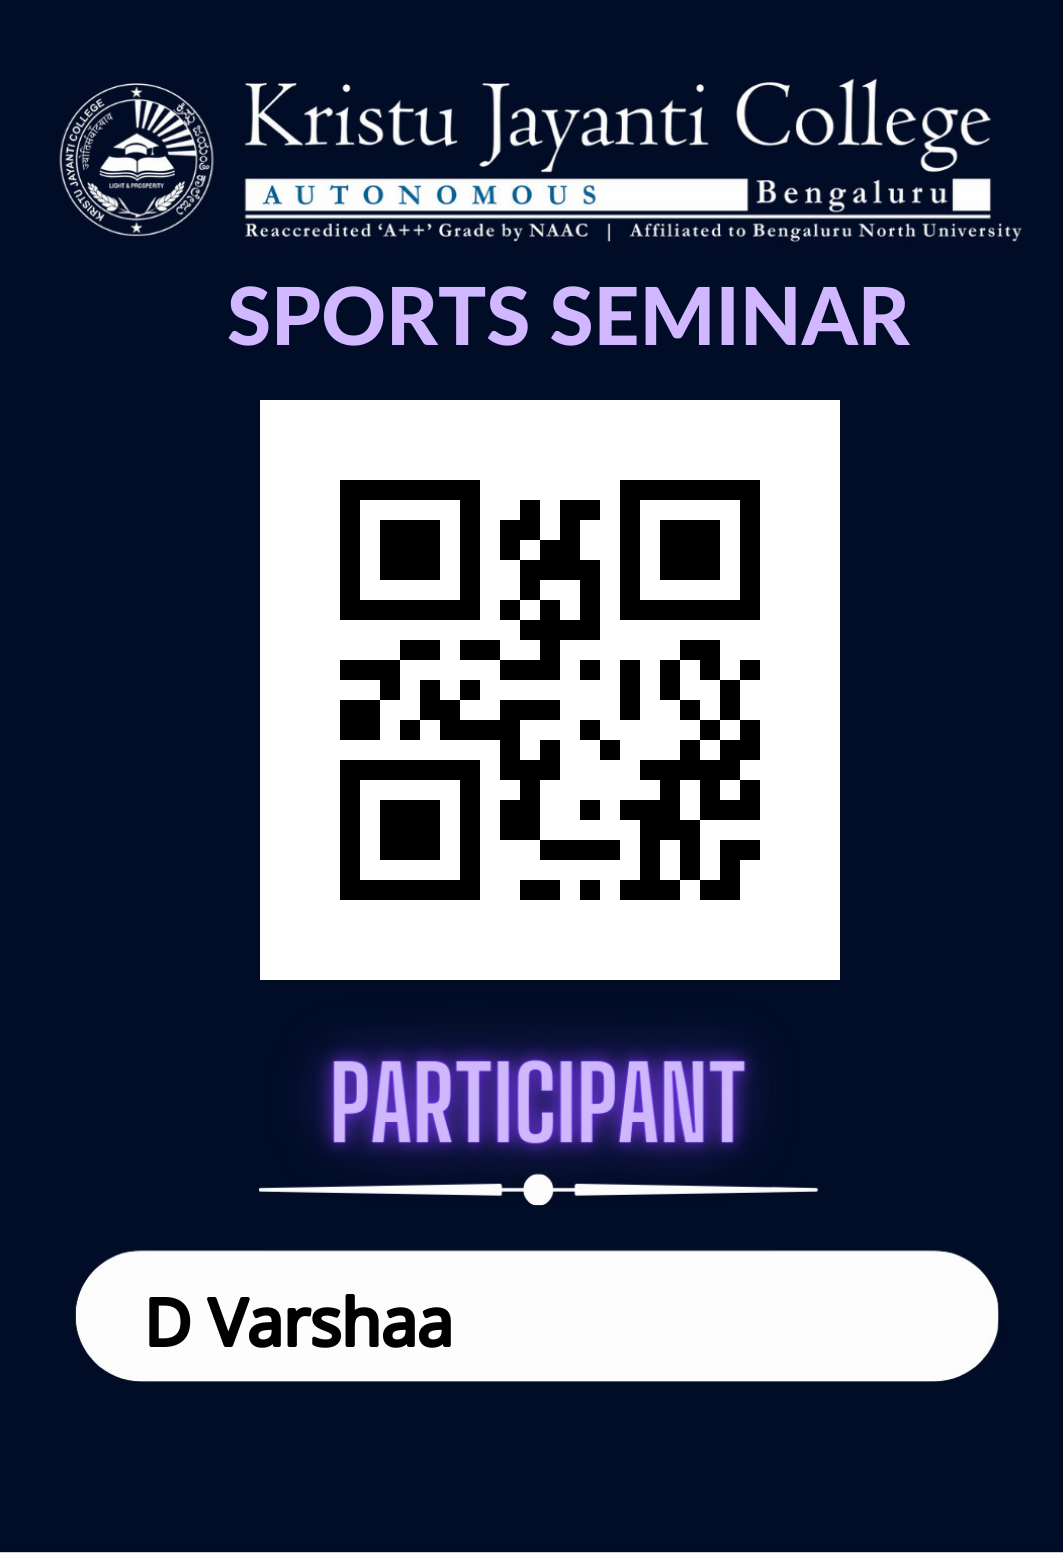 KRISTU JAYANTI COLLEGE
ज्योतिसंवादयाव
LIGHT & PROSPERITY
Kristu Jayanti College
AUTONOMOUS Bengaluru
Reaccredited ‘A++’ Grade by NAAC | Affiliated to Bengaluru North University
SPORTS SEMINAR
PARTICIPANT
D Varshaa